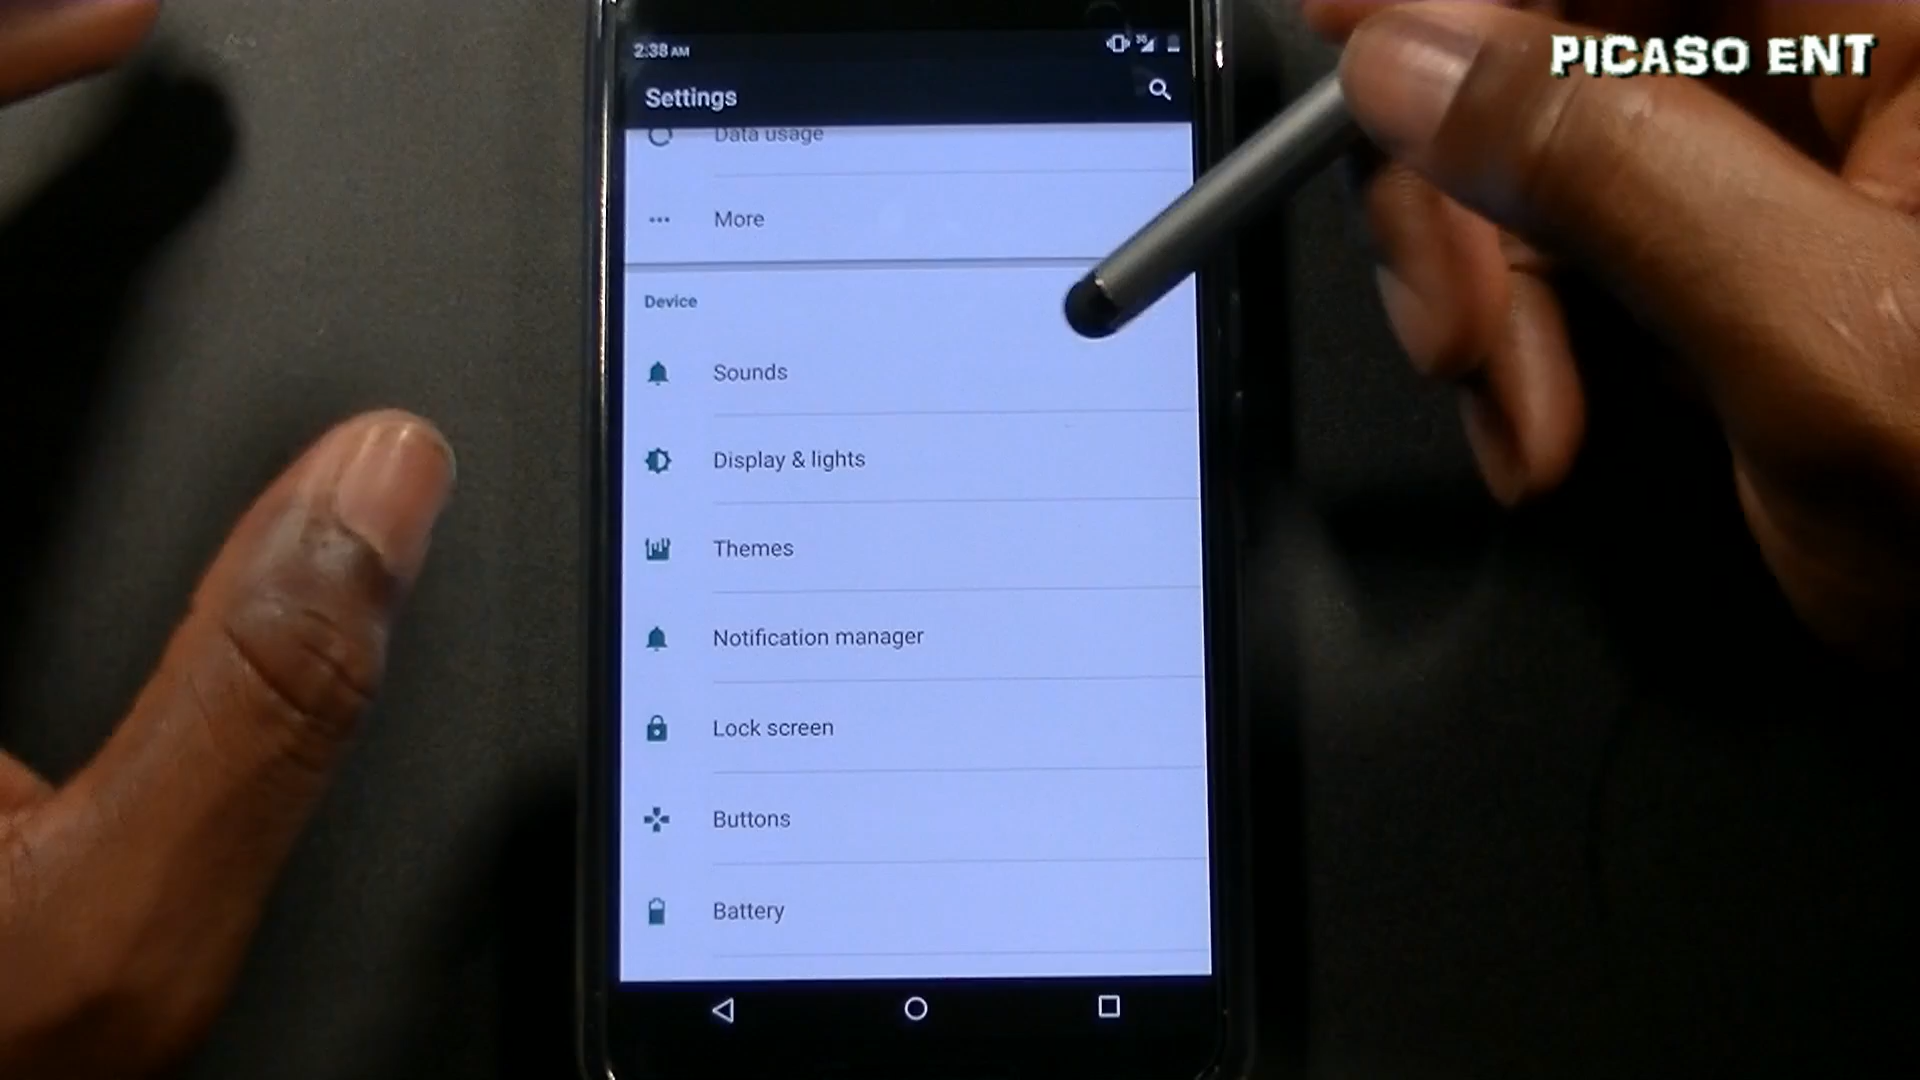 PICASO ENT
2:38 AM
3G
Settings
Data usage
More
Device
Sounds
Display & lights
Themes
Notification manager
Lock screen
Buttons
Battery